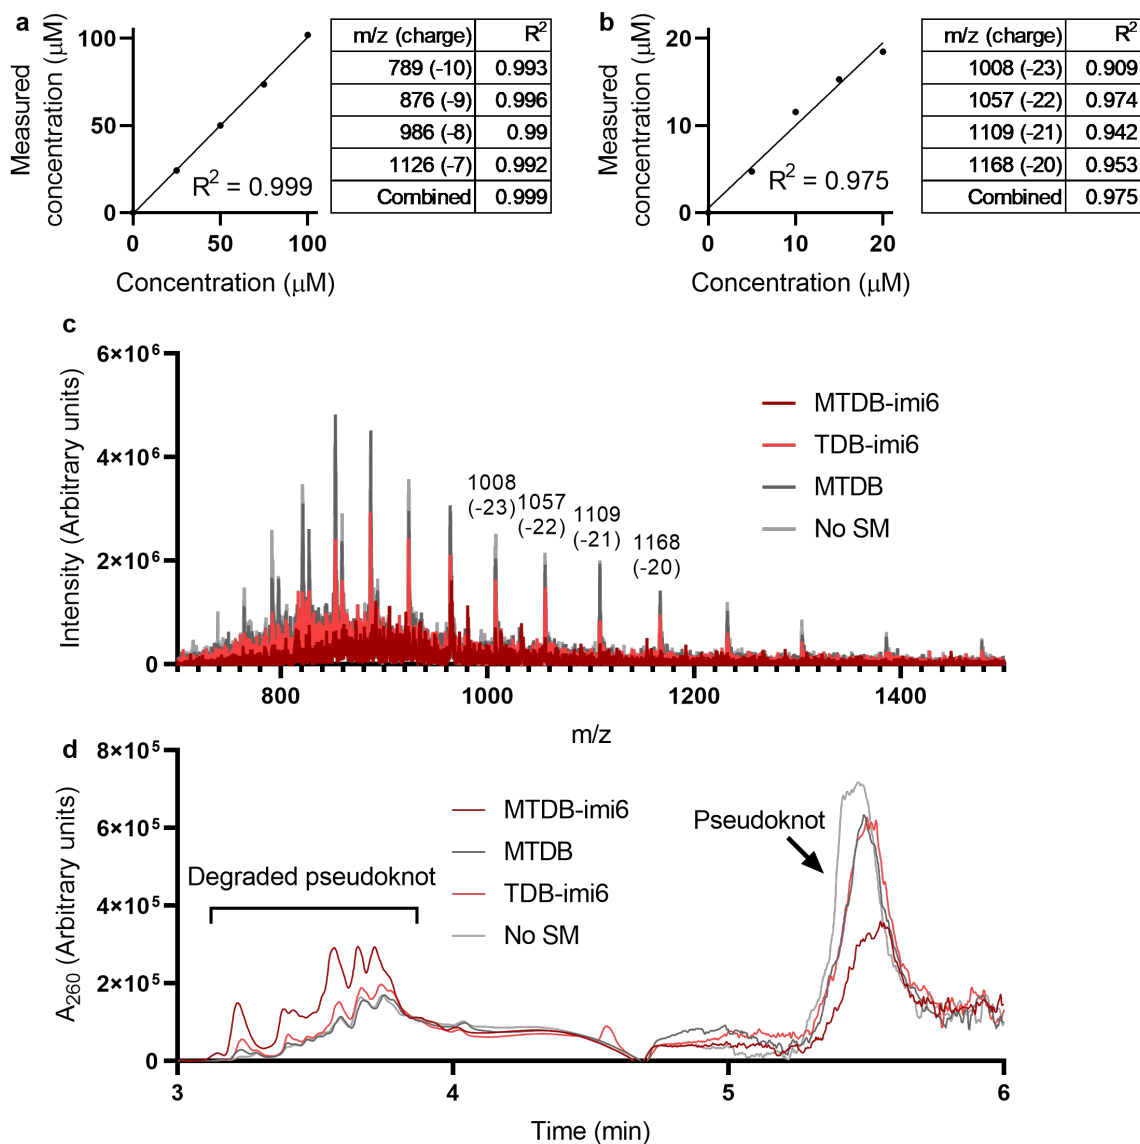 a
Measured
concentration (μM)
100
50
0
0 50 100
Concentration (μM)
R² = 0.999
m/z (charge) R²
789 (-10) 0.993
876 (-9) 0.996
986 (-8) 0.99
1126 (-7) 0.992
Combined 0.999
b
Measured
concentration (μM)
20
10
0
0 10 20
Concentration (μM)
R² = 0.975
m/z (charge) R²
1008 (-23) 0.909
1057 (-22) 0.974
1109 (-21) 0.942
1168 (-20) 0.953
Combined 0.975
c
Intensity (Arbitrary units)
6×10⁶
4×10⁶
2×10⁶
0
800 1000 1200 1400
m/z
1008
(-23)
1057
(-22)
1109
(-21)
1168
(-20)
MTDB-imi6
TDB-imi6
MTDB
No SM
d
A₂₆₀ (Arbitrary units)
8×10⁵
6×10⁵
4×10⁵
2×10⁵
0
3 4 5 6
Time (min)
Degraded pseudoknot
MTDB-imi6
MTDB
TDB-imi6
No SM
Pseudoknot